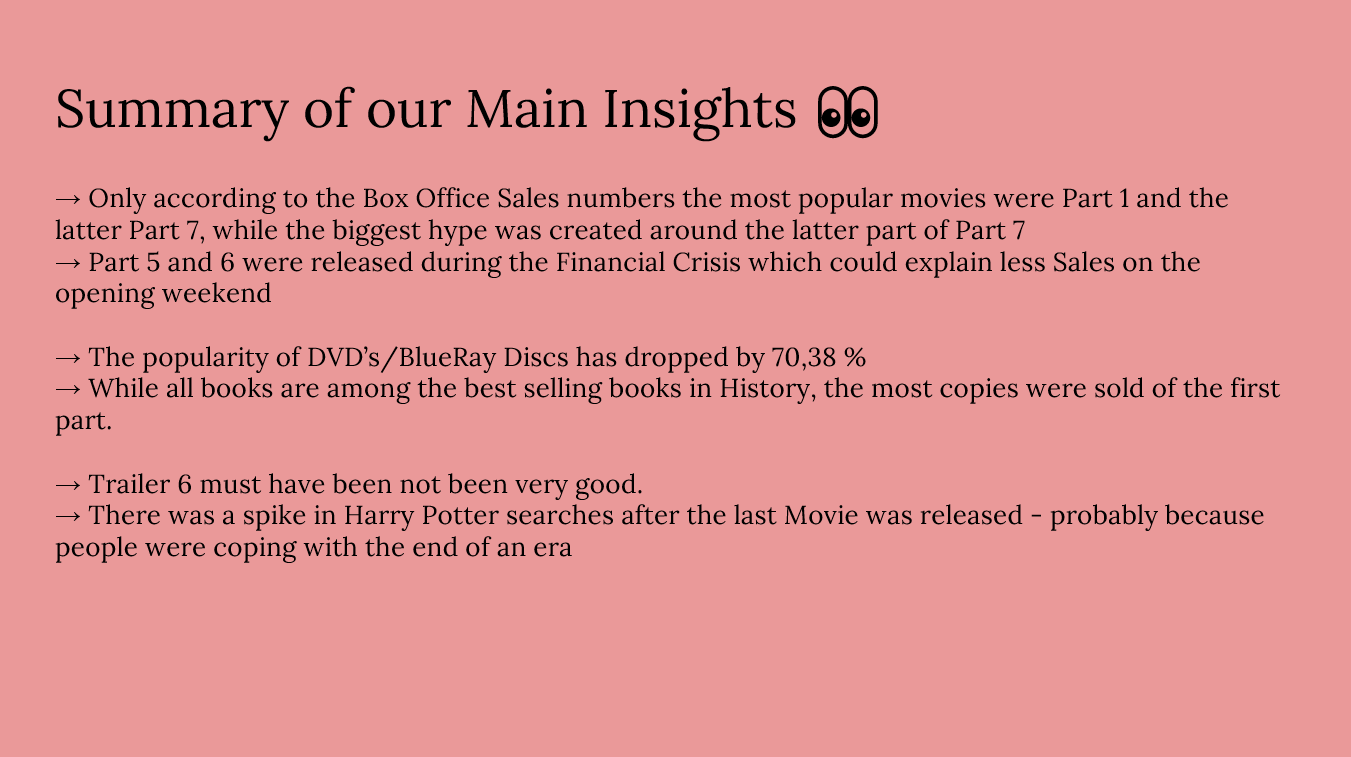 Summary of our Main Insights 👀
→ Only according to the Box Office Sales numbers the most popular movies were Part 1 and the
latter Part 7, while the biggest hype was created around the latter part of Part 7
→ Part 5 and 6 were released during the Financial Crisis which could explain less Sales on the
opening weekend
→ The popularity of DVD’s/BlueRay Discs has dropped by 70,38 %
→ While all books are among the best selling books in History, the most copies were sold of the first
part.
→ Trailer 6 must have been not been very good.
→ There was a spike in Harry Potter searches after the last Movie was released - probably because
people were coping with the end of an era